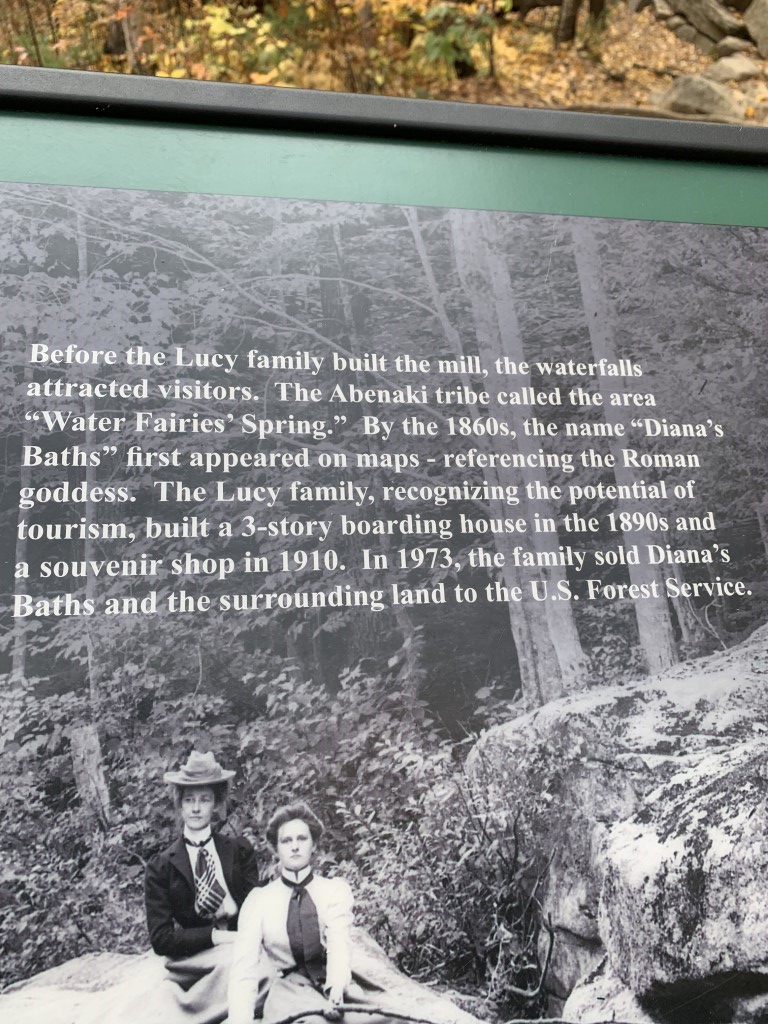 Before the Lucy family built the mill, the waterfalls
attracted visitors. The Abenaki tribe called the area
“Water Fairies’ Spring.” By the 1860s, the name “Diana’s
Baths” first appeared on maps - referencing the Roman
goddess. The Lucy family, recognizing the potential of
tourism, built a 3-story boarding house in the 1890s and
a souvenir shop in 1910. In 1973, the family sold Diana’s
Baths and the surrounding land to the U.S. Forest Service.